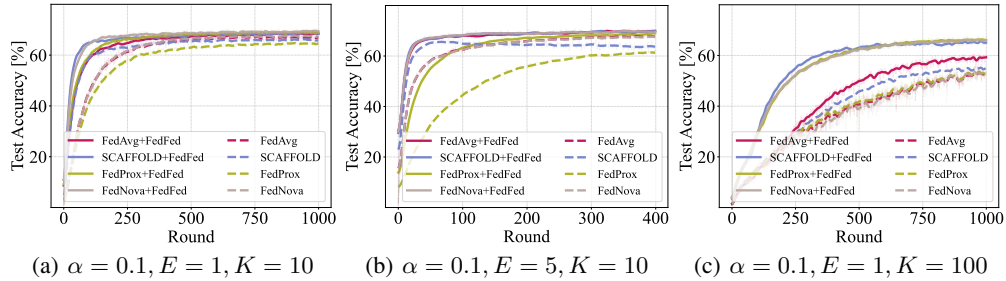 Test Accuracy [%]
60
40
20
FedAvg+FedFed
FedAvg
SCAFFOLD+FedFed
SCAFFOLD
FedProx+FedFed
FedProx
FedNova+FedFed
FedNova
0 250 500 750 1000
Round
(a) α = 0.1, E = 1, K = 10
Test Accuracy [%]
60
40
20
FedAvg+FedFed
FedAvg
SCAFFOLD+FedFed
SCAFFOLD
FedProx+FedFed
FedProx
FedNova+FedFed
FedNova
0 100 200 300 400
Round
(b) α = 0.1, E = 5, K = 10
Test Accuracy [%]
60
40
20
FedAvg+FedFed
FedAvg
SCAFFOLD+FedFed
SCAFFOLD
FedProx+FedFed
FedProx
FedNova+FedFed
FedNova
0 250 500 750 1000
Round
(c) α = 0.1, E = 1, K = 100